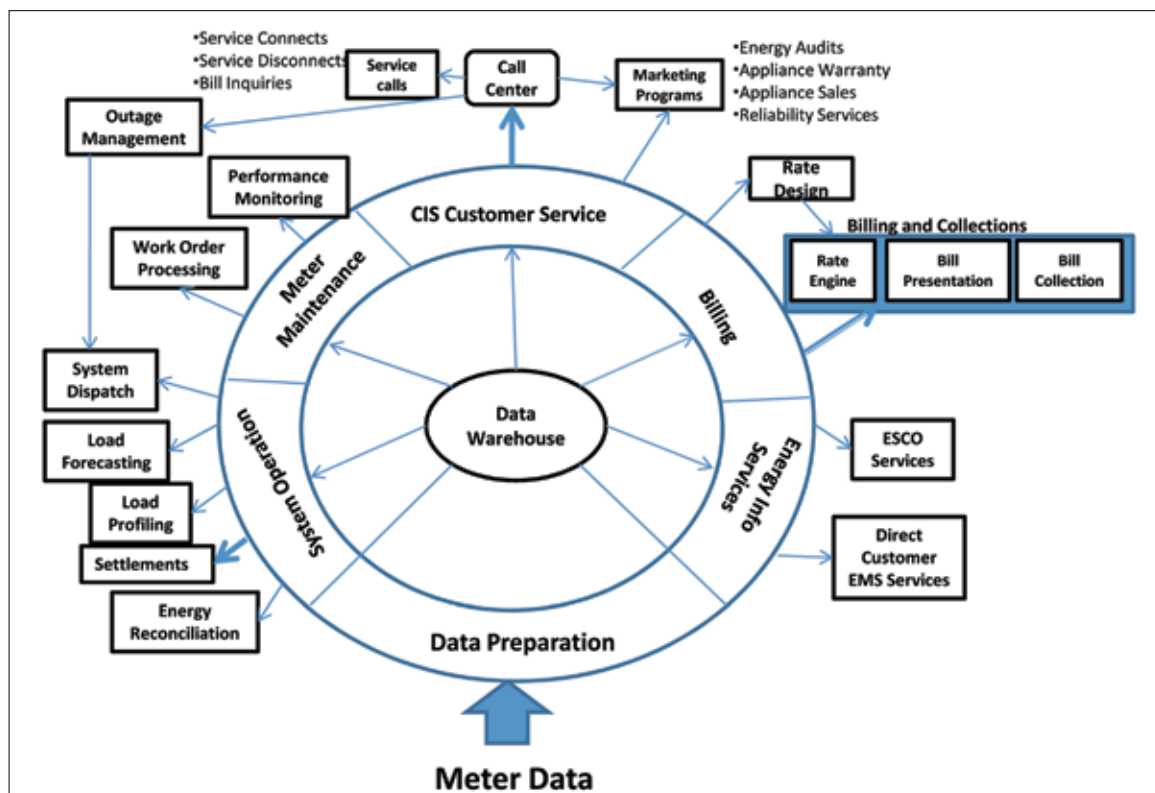 •Service Connects
•Service Disconnects
•Bill Inquiries
Service
calls
Call
Center
Marketing
Programs
•Energy Audits
•Appliance Warranty
•Appliance Sales
•Reliability Services
Outage
Management
Performance
Monitoring
Rate
Design
CIS Customer Service
Billing and Collections
Work Order
Processing
Meter
Maintenance
Rate
Engine
Bill
Presentation
Bill
Collection
Billing
System
Dispatch
Data
Warehouse
Load
Forecasting
System Operation
Energy Info
Services
ESCO
Services
Load
Profiling
Settlements
Direct
Customer
EMS Services
Energy
Reconciliation
Data Preparation
Meter Data